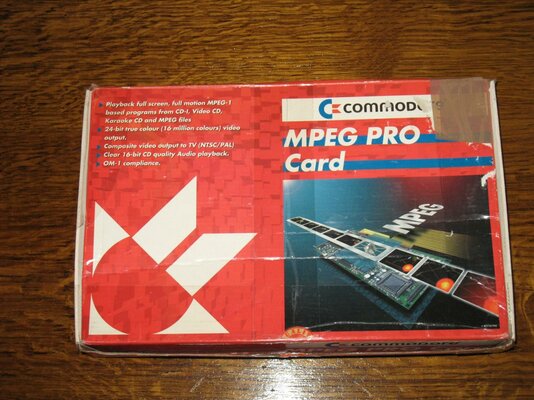 Playback full screen, full motion MPEG-1
based programs from CD-I, Video CD,
Karaoke CD and MPEG files
24-bit true colour (16 million colours) video
output.
Composite video output to TV (NTSC/PAL)
Clear 16-bit CD quality Audio playback.
OM-1 compliance.
Commodore
MPEG PRO
Card
MPEG
Commodore